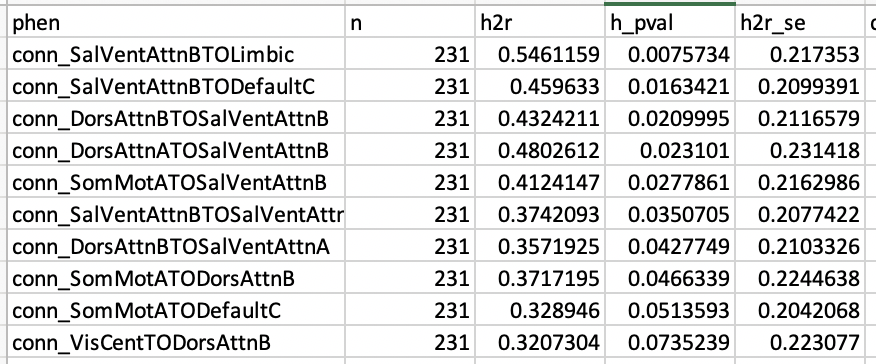 phen n h2r h_pval h2r_se
conn_SalVentAttnBTOLimbic 231 0.5461159 0.0075734 0.217353
conn_SalVentAttnBTODefaultC 231 0.459633 0.0163421 0.2099391
conn_DorsAttnBTOSalVentAttnB 231 0.4324211 0.0209995 0.2116579
conn_DorsAttnATOSalVentAttnB 231 0.4802612 0.023101 0.231418
conn_SomMotATOSalVentAttnB 231 0.4124147 0.0277861 0.2162986
conn_SalVentAttnBTOSalVentAttr 231 0.3742093 0.0350705 0.2077422
conn_DorsAttnBTOSalVentAttnA 231 0.3571925 0.0427749 0.2103326
conn_SomMotATODorsAttnB 231 0.3717195 0.0466339 0.2244638
conn_SomMotATODefaultC 231 0.328946 0.0513593 0.2042068
conn_VisCentTODorsAttnB 231 0.3207304 0.0735239 0.223077